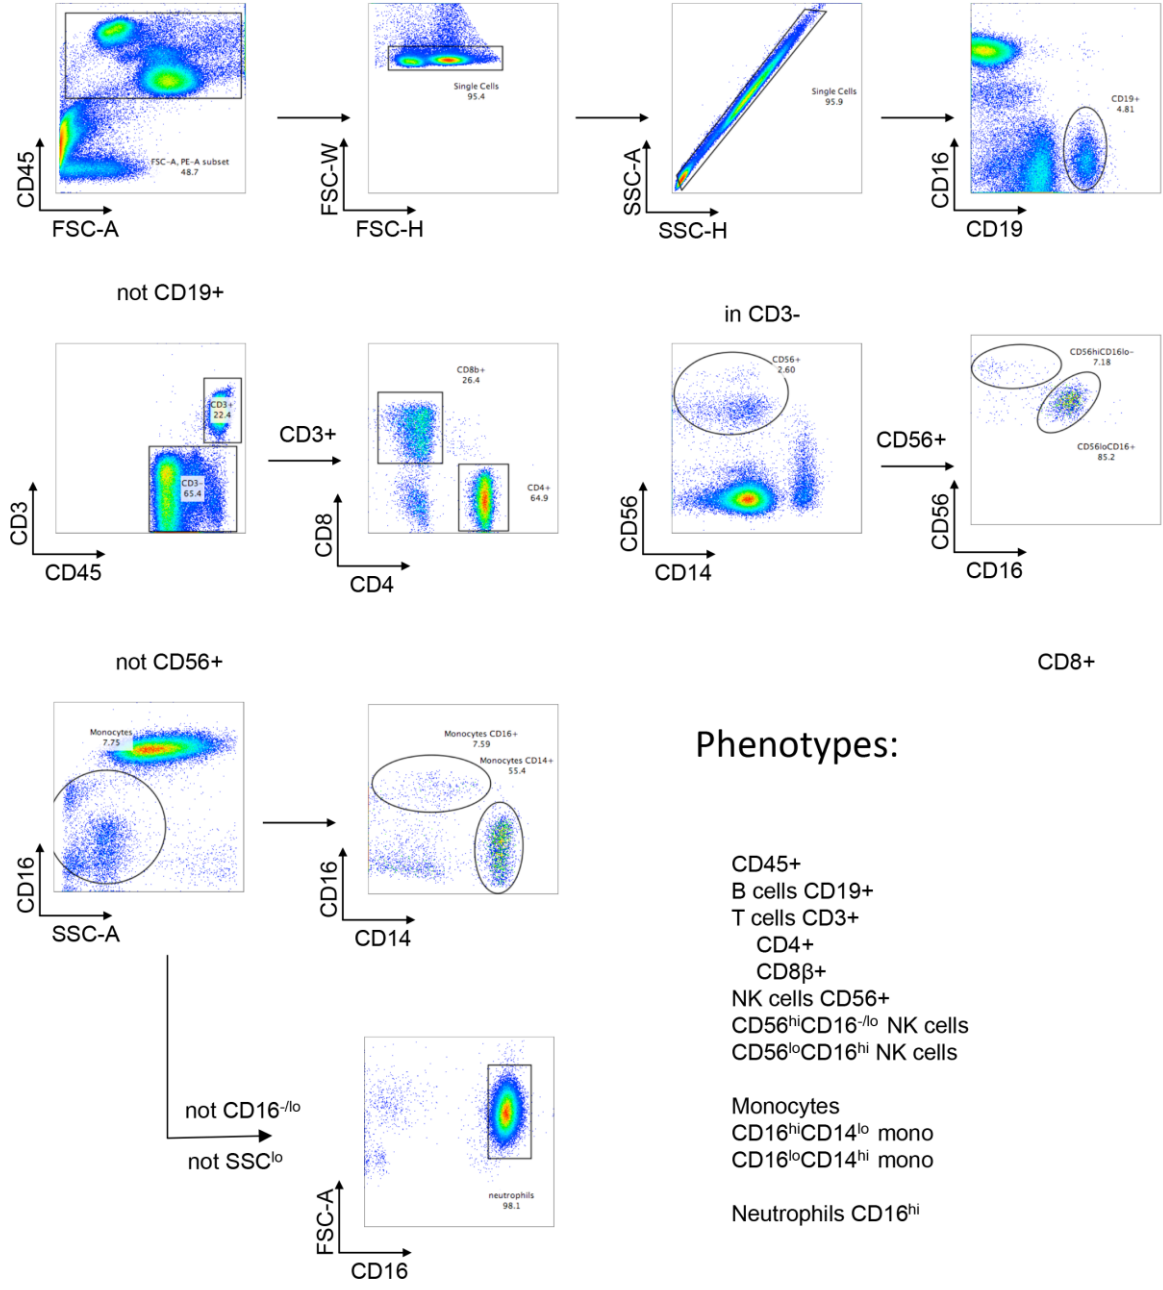 CD45
FSC-A, PE-A subset
48.7
FSC-A
FSC-W
Single Cells
95.4
FSC-H
SSC-A
Single Cells
95.9
SSC-H
CD16
CD19+
4.81
CD19
not CD19+
in CD3-
CD3
CD3+
22.4
CD3-
65.4
CD45
CD3+
CD8
CD8b+
26.4
CD4+
64.9
CD4
CD56
CD56+
2.60
CD14
CD56+
CD56
CD56hiCD16lo-
7.18
CD56loCD16+
85.2
CD16
not CD56+
CD8+
CD16
Monocytes
7.75
SSC-A
CD16
Monocytes CD16+
7.59
Monocytes CD14+
55.4
CD14
Phenotypes:
CD45+
B cells CD19+
T cells CD3+
CD4+
CD8β+
NK cells CD56+
CD56hiCD16-/lo NK cells
CD56loCD16hi NK cells
Monocytes
CD16hiCD14lo mono
CD16loCD14hi mono
Neutrophils CD16hi
not CD16-/lo
not SSClo
FSC-A
neutrophils
98.1
CD16